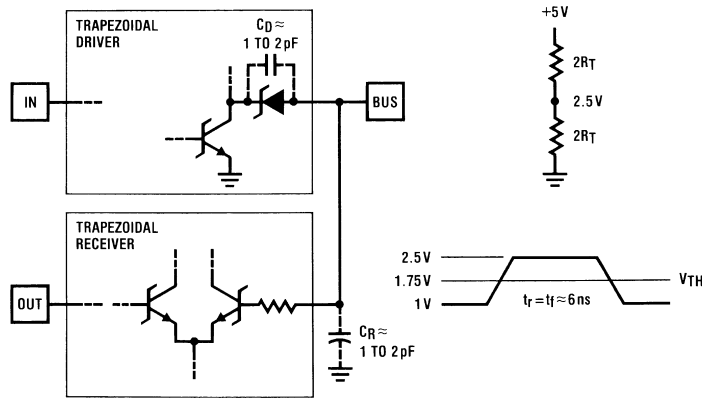 TRAPEZOIDAL
DRIVER
CD≈
1 TO 2pF
IN
BUS
+5V
2RT
2.5V
2RT
TRAPEZOIDAL
RECEIVER
OUT
CR≈
1 TO 2pF
2.5V
1.75V
1V
VTH
tr=tf≈6ns